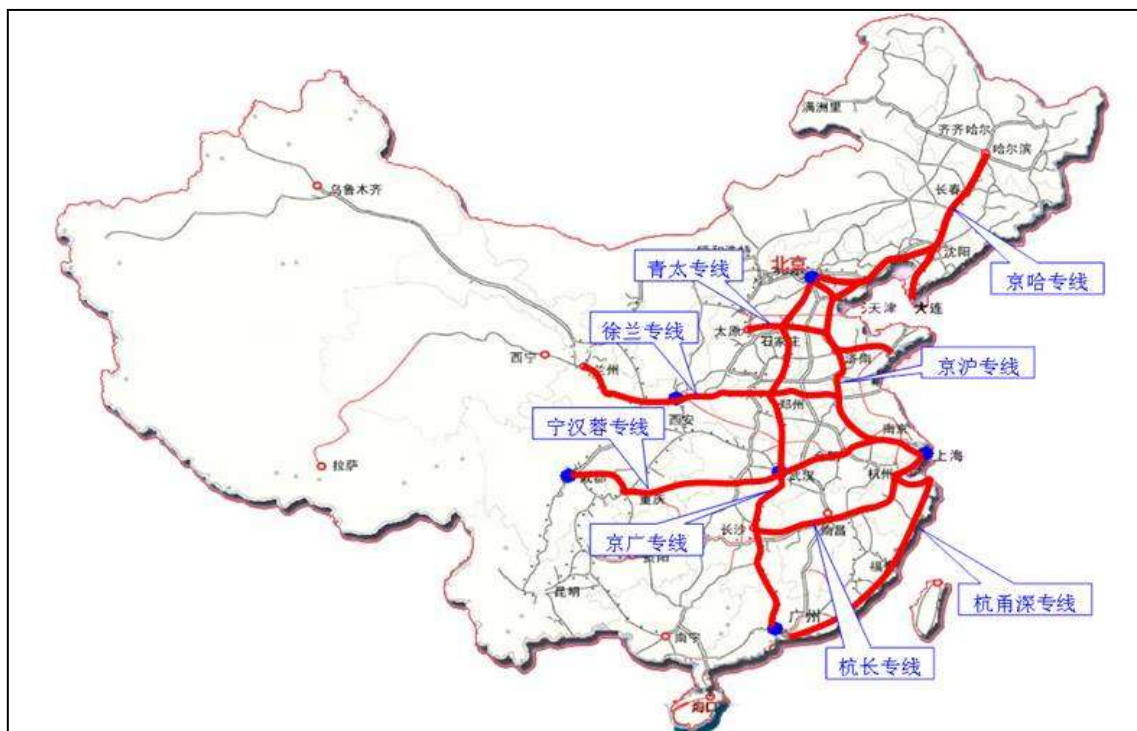 满洲里
齐齐哈尔
哈尔滨
长春
乌鲁木齐
沈阳
北京
青太专线
京哈专线
天津
大连
太原
石家庄
徐兰专线
西宁
兰州
济南
京沪专线
郑州
西安
宁汉蓉专线
南京
上海
拉萨
成都
重庆
武汉
杭州
长沙
南昌
京广专线
昆明
杭甬深专线
广州
南宁
杭长专线
海口